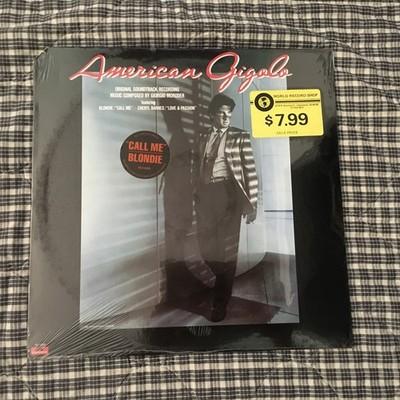 American Gigolo
ORIGINAL SOUNDTRACK RECORDING
MUSIC COMPOSED BY GIORGIO MORODER
featuring
BLONDIE, "CALL ME" · CHERYL BARNES, "LOVE & PASSION"
WORLD RECORD SHOP
$7.99
SALE PRICE
"CALL ME"
BLONDIE